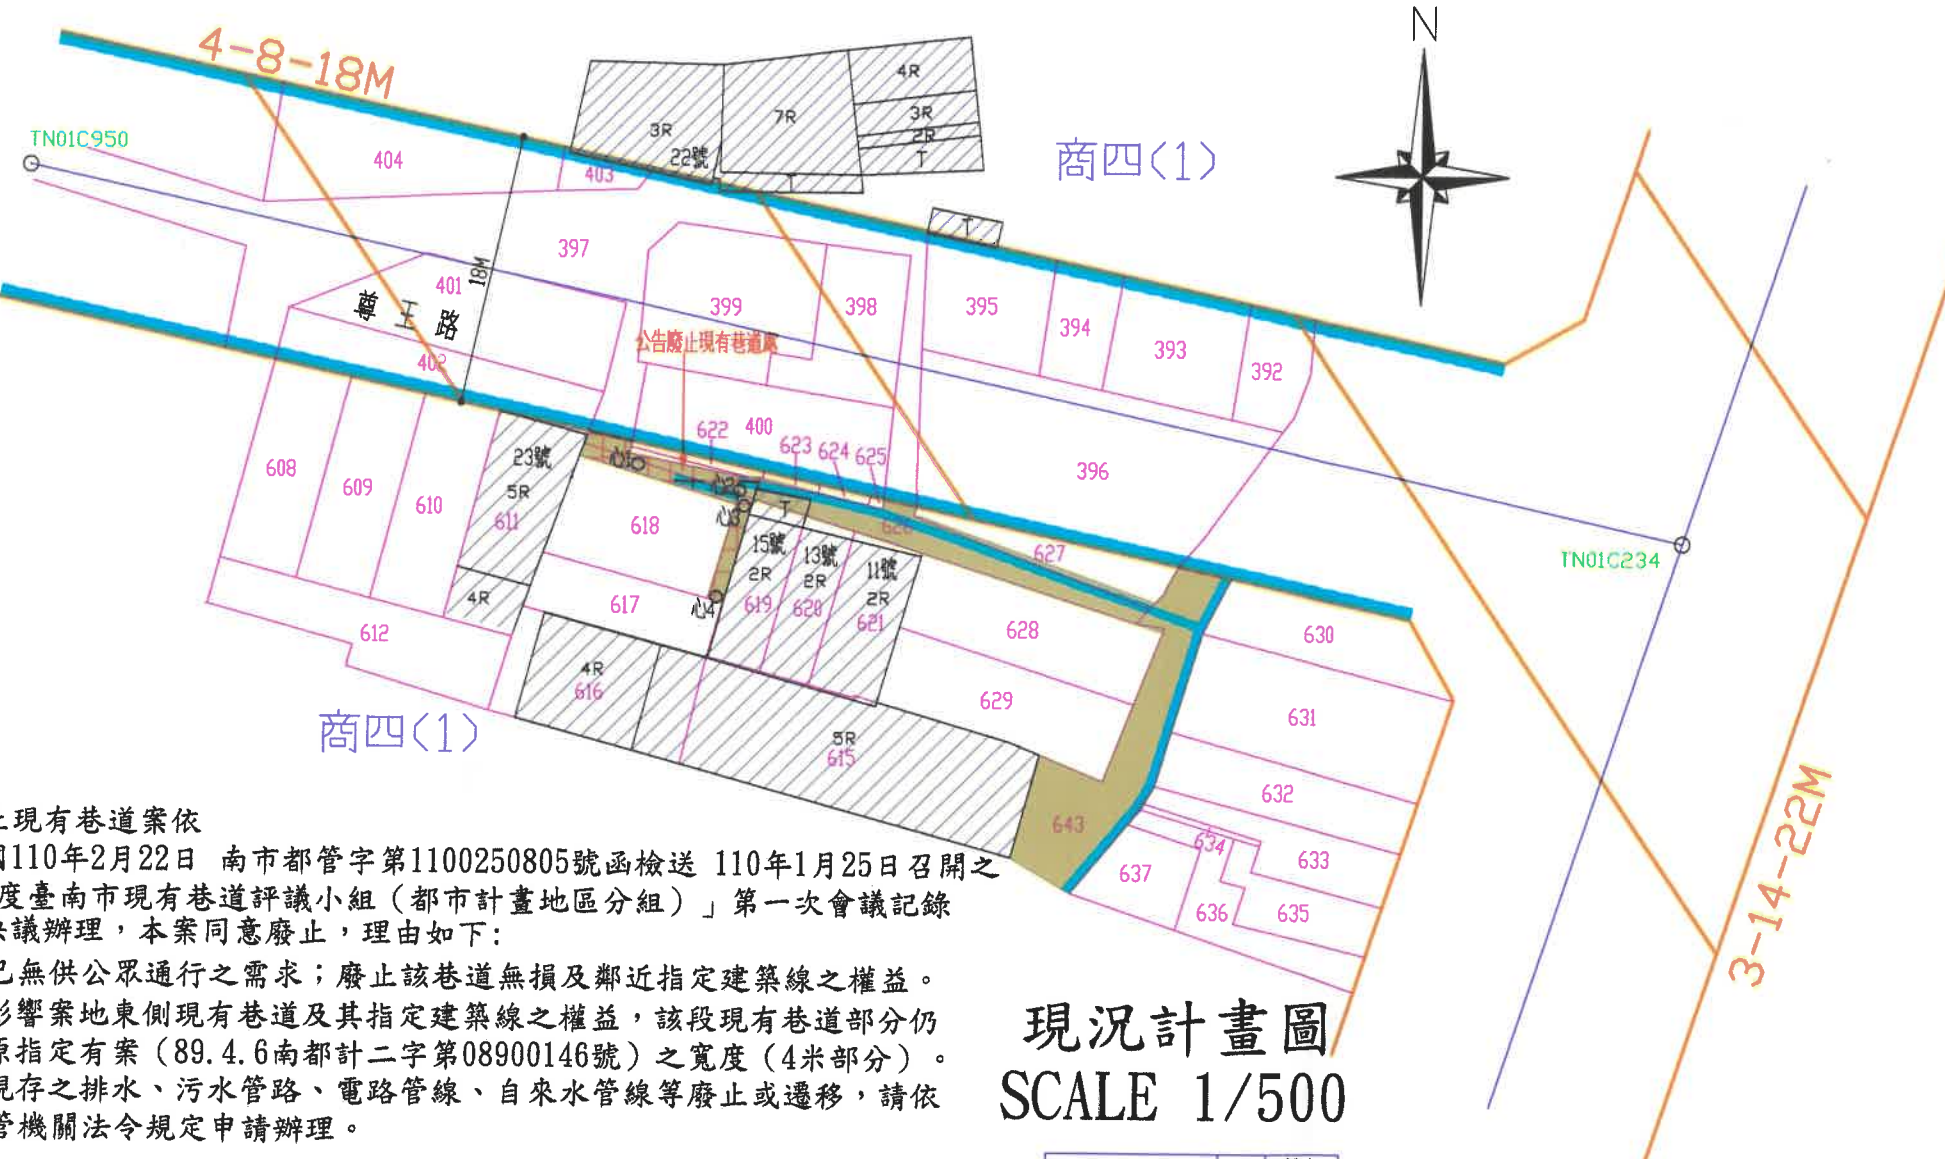 N
4-8-18M
TN01C950
404
3R
22號
403
7R
4R
3R
2R
T
T
T
商四(1)
397
401
18M
路
402
399
398
公告廢止現有巷道處
395
394
393
392
396
400
622
623
624
625
626
627
TN01C234
608
609
610
23號
5R
611
4R
612
618
617
心2
心3
心4
T
15號
2R
619
13號
2R
620
11號
2R
621
628
629
630
631
632
633
634
635
636
637
643
4R
616
5R
615
商四(1)
3-14-22M
現有巷道案依
110年2月22日 南市都管字第1100250805號函檢送 110年1月25日召開之
度臺南市現有巷道評議小組（都市計畫地區分組）」第一次會議記錄
議辦理，本案同意廢止，理由如下:
已無供公眾通行之需求；廢止該巷道無損及鄰近指定建築線之權益。
影響案地東側現有巷道及其指定建築線之權益，該段現有巷道部分仍
原指定有案（89.4.6南都計二字第08900146號）之寬度（4米部分）。
現存之排水、污水管路、電路管線、自來水管線等廢止或遷移，請依
管機關法令規定申請辦理。
現況計畫圖
SCALE 1/500